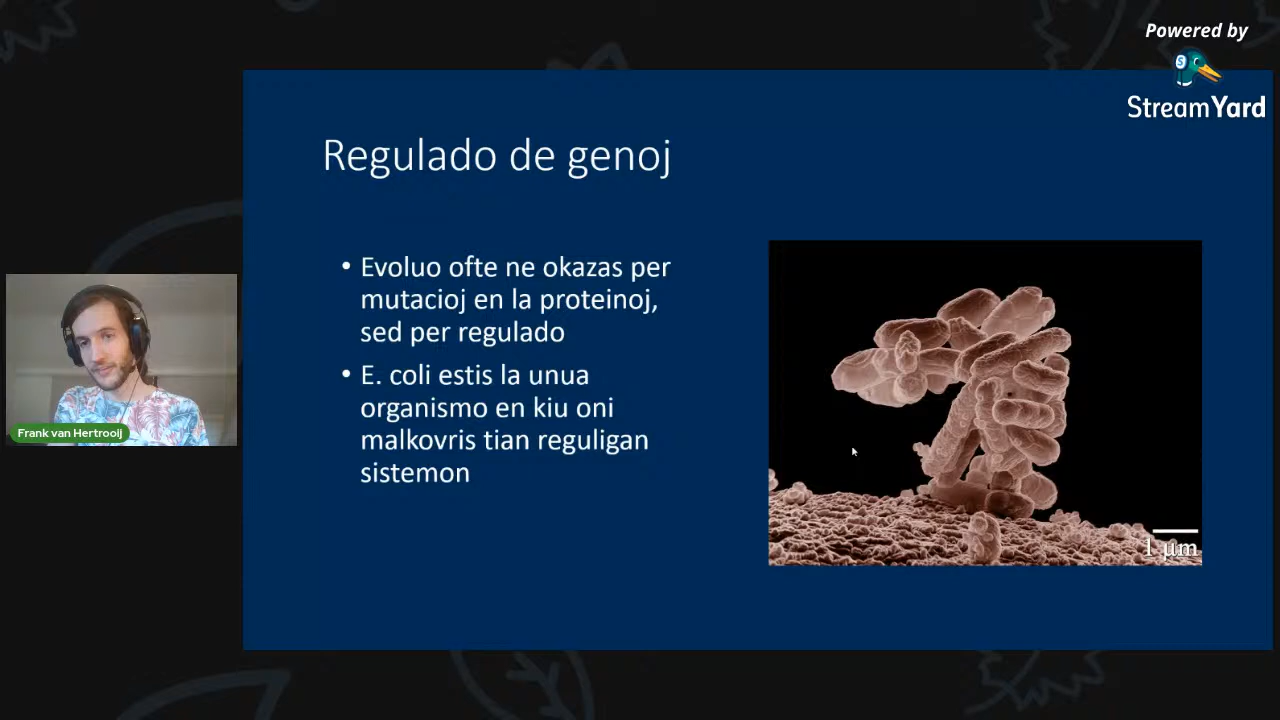 Powered by
StreamYard
Regulado de genoj
• Evoluo ofte ne okazas per
mutacioj en la proteinoj,
sed per regulado
• E. coli estis la unua
organismo en kiu oni
malkovris tian reguligan
sistemon
1 µm
Frank van Hertrooij